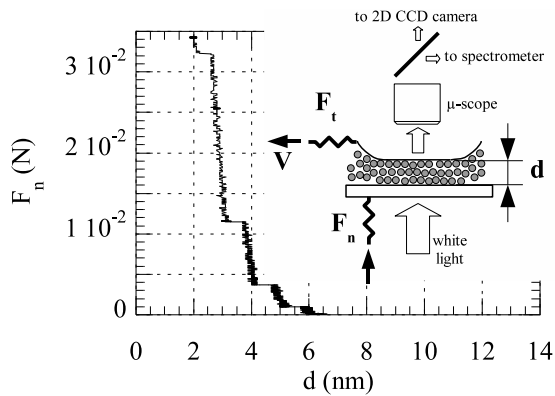 to 2D CCD camera
to spectrometer
μ-scope
F_t
V
d
F_n
white
light
F_n (N)
3 10^-2
2 10^-2
1 10^-2
0
0 2 4 6 8 10 12 14
d (nm)